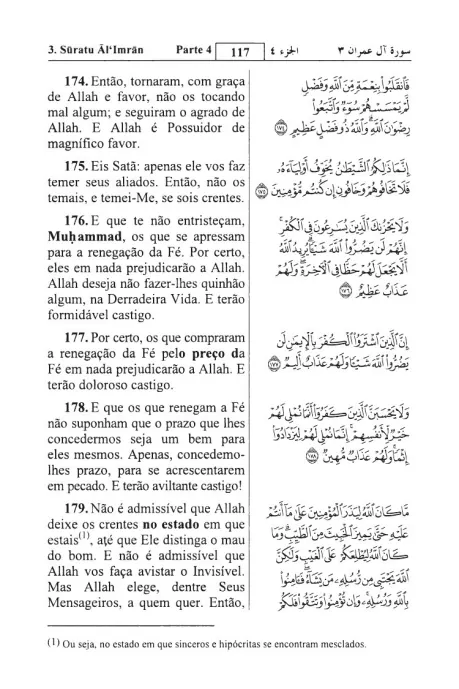 3. Sūratu Āl‘Imrān Parte 4 117 الجزء ٤ سورة آل عمران ٣
174. Então, tornaram, com graça
de Allah e favor, não os tocando
mal algum; e seguiram o agrado de
Allah. E Allah é Possuidor de
magnífico favor.
175. Eis Satã: apenas ele vos faz
temer seus aliados. Então, não os
temais, e temei-Me, se sois crentes.
176. E que te não entristeçam,
Muḥammad, os que se apressam
para a renegação da Fé. Por certo,
eles em nada prejudicarão a Allah.
Allah deseja não fazer-lhes quinhão
algum, na Derradeira Vida. E terão
formidável castigo.
177. Por certo, os que compraram
a renegação da Fé pelo preço da
Fé em nada prejudicarão a Allah. E
terão doloroso castigo.
178. E que os que renegam a Fé
não suponham que o prazo que lhes
concedermos seja um bem para
eles mesmos. Apenas, concedemo-
lhes prazo, para se acrescentarem
em pecado. E terão aviltante castigo!
179. Não é admissível que Allah
deixe os crentes no estado em que
estais(1), até que Ele distinga o mau
do bom. E não é admissível que
Allah vos faça avistar o Invisível.
Mas Allah elege, dentre Seus
Mensageiros, a quem quer. Então,
فَٱنقَلَبُوا۟ بِنِعْمَةٍ مِّنَ ٱللَّهِ وَفَضْلٍ
لَّمْ يَمْسَسْهُمْ سُوٓءٌ وَٱتَّبَعُوا۟
رِضْوَٰنَ ٱللَّهِ ۗ وَٱللَّهُ ذُو فَضْلٍ عَظِيمٍ ١٧٤
إِنَّمَا ذَٰلِكُمُ ٱلشَّيْطَٰنُ يُخَوِّفُ أَوْلِيَآءَهُۥ
فَلَا تَخَافُوهُمْ وَخَافُونِ إِن كُنتُم مُّؤْمِنِينَ ١٧٥
وَلَا يَحْزُنكَ ٱلَّذِينَ يُسَٰرِعُونَ فِى ٱلْكُفْرِ ۚ
إِنَّهُمْ لَن يَضُرُّوا۟ ٱللَّهَ شَيْـًٔا ۗ يُرِيدُ ٱللَّهُ
أَلَّا يَجْعَلَ لَهُمْ حَظًّا فِى ٱلْـَٔاخِرَةِ ۖ وَلَهُمْ
عَذَابٌ عَظِيمٌ ١٧٦
إِنَّ ٱلَّذِينَ ٱشْتَرَوُا۟ ٱلْكُفْرَ بِٱلْإِيمَٰنِ لَن
يَضُرُّوا۟ ٱللَّهَ شَيْـًٔا وَلَهُمْ عَذَابٌ أَلِيمٌ ١٧٧
وَلَا يَحْسَبَنَّ ٱلَّذِينَ كَفَرُوٓا۟ أَنَّمَا نُمْلِى لَهُمْ
خَيْرٌ لِّأَنفُسِهِمْ ۚ إِنَّمَا نُمْلِى لَهُمْ لِيَزْدَادُوٓا۟
إِثْمًا ۚ وَلَهُمْ عَذَابٌ مُّهِينٌ ١٧٨
مَّا كَانَ ٱللَّهُ لِيَذَرَ ٱلْمُؤْمِنِينَ عَلَىٰ مَآ أَنتُمْ
عَلَيْهِ حَتَّىٰ يَمِيزَ ٱلْخَبِيثَ مِنَ ٱلطَّيِّبِ ۗ وَمَا
كَانَ ٱللَّهُ لِيُطْلِعَكُمْ عَلَى ٱلْغَيْبِ وَلَٰكِنَّ
ٱللَّهَ يَجْتَبِى مِن رُّسُلِهِۦ مَن يَشَآءُ ۖ فَـَٔامِنُوا۟
بِٱللَّهِ وَرُسُلِهِۦ ۚ وَإِن تُؤْمِنُوا۟ وَتَتَّقُوا۟ فَلَكُمْ
(1) Ou seja, no estado em que sinceros e hipócritas se encontram mesclados.